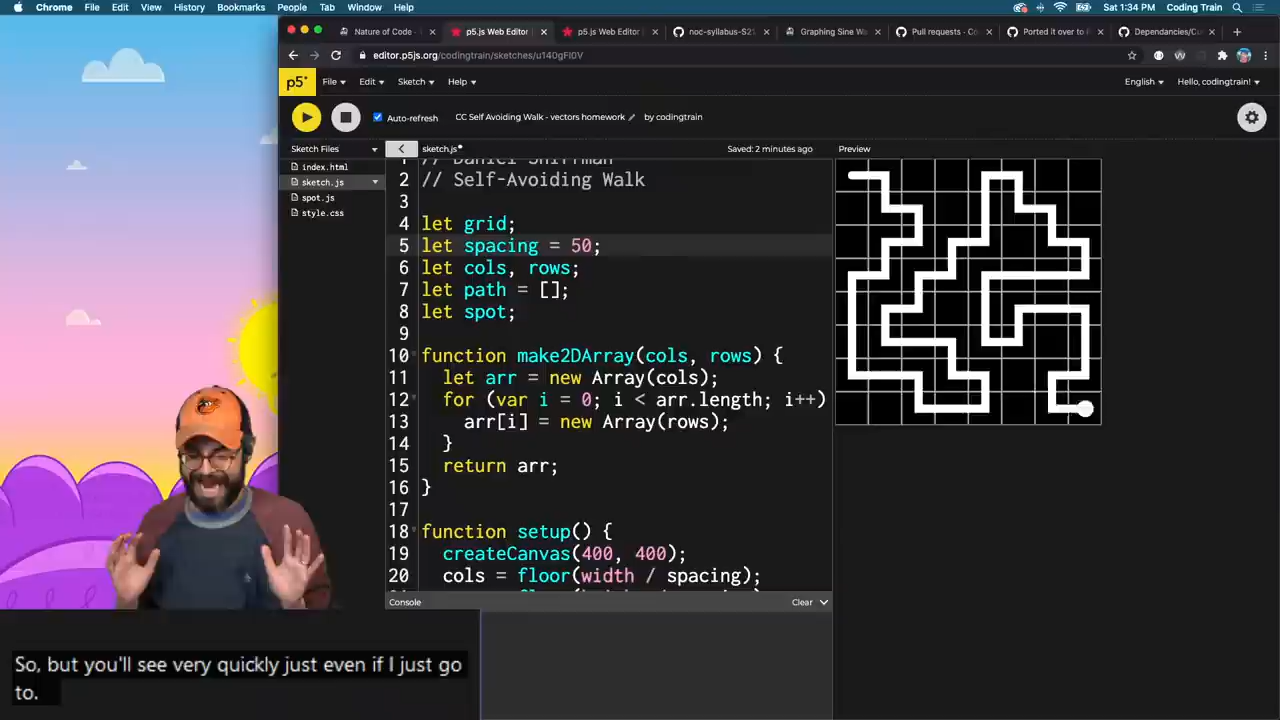 Chrome File Edit View History Bookmarks People Tab Window Help Sat 1:34 PM Coding Train
Nature of Code - p5.js Web Editor p5.js Web Editor noc-syllabus-S21 Graphing Sine Wa Pull requests - Co Ported it over to Dependancies/Cu
editor.p5js.org/codingtrain/sketches/u140gFI0V
p5* File Edit Sketch Help English Hello, codingtrain!
Auto-refresh CC Self Avoiding Walk - vectors homework by codingtrain
Sketch Files sketch.js Saved: 2 minutes ago Preview
index.html
sketch.js
spot.js
style.css
1 // Daniel Shiffman
2 // Self-Avoiding Walk
3
4 let grid;
5 let spacing = 50;
6 let cols, rows;
7 let path = [];
8 let spot;
9
10 function make2DArray(cols, rows) {
11 let arr = new Array(cols);
12 for (var i = 0; i < arr.length; i++)
13 arr[i] = new Array(rows);
14 }
15 return arr;
16 }
17
18 function setup() {
19 createCanvas(400, 400);
20 cols = floor(width / spacing);
Console Clear
So, but you'll see very quickly just even if I just go
to.